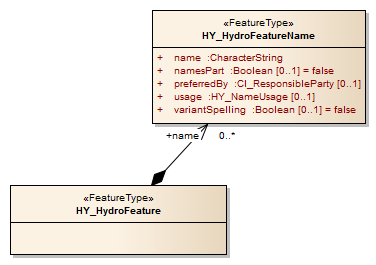 «FeatureType»
HY_HydroFeatureName
+ name :CharacterString
+ namesPart :Boolean [0..1] = false
+ preferredBy :CI_ResponsibleParty [0..1]
+ usage :HY_NameUsage [0..1]
+ variantSpelling :Boolean [0..1] = false
+name 0..*
«FeatureType»
HY_HydroFeature